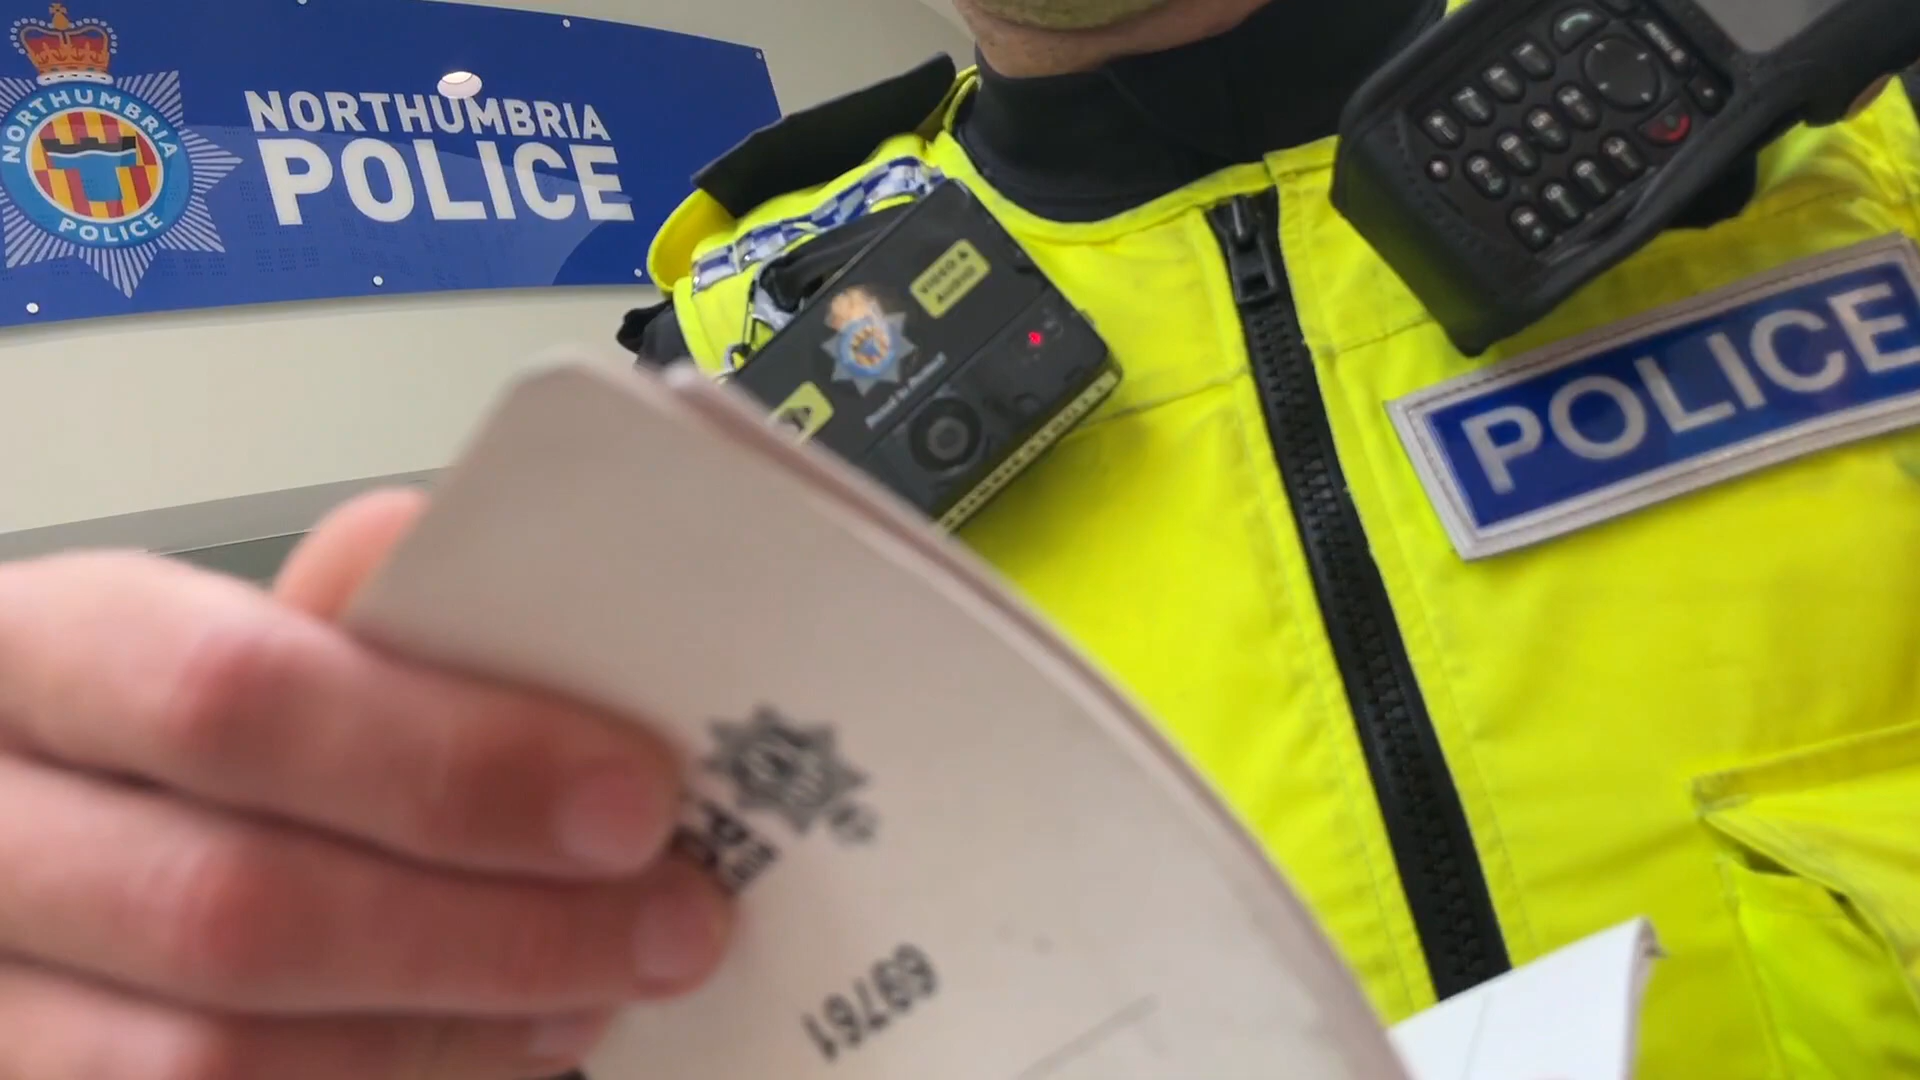 NORTHUMBRIA
POLICE
NORTHUMBRIA
POLICE
VIDEO &
AUDIO
POLICE
69761